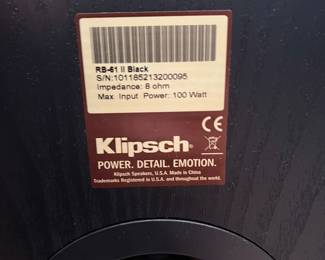 RB-61 II Black
S/N:101185213200095
Impedance: 8 ohm
Max. Input Power: 100 Watt
CE
Klipsch®
POWER. DETAIL. EMOTION.
Klipsch Speakers, U.S.A. Made in China
Trademarks Registered in U.S.A. and throughout the world.